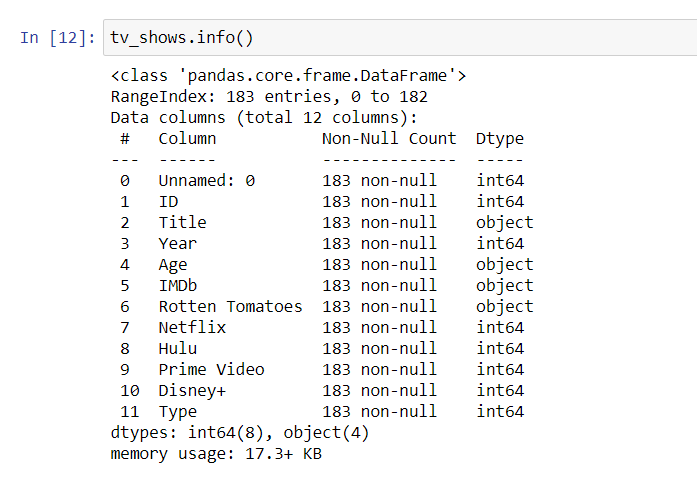 In [12]: tv_shows.info()
<class 'pandas.core.frame.DataFrame'>
RangeIndex: 183 entries, 0 to 182
Data columns (total 12 columns):
 #   Column           Non-Null Count  Dtype
---  ------           --------------  -----
 0   Unnamed: 0       183 non-null    int64
 1   ID               183 non-null    int64
 2   Title            183 non-null    object
 3   Year             183 non-null    int64
 4   Age              183 non-null    object
 5   IMDb             183 non-null    object
 6   Rotten Tomatoes  183 non-null    object
 7   Netflix          183 non-null    int64
 8   Hulu             183 non-null    int64
 9   Prime Video      183 non-null    int64
 10  Disney+          183 non-null    int64
 11  Type             183 non-null    int64
dtypes: int64(8), object(4)
memory usage: 17.3+ KB